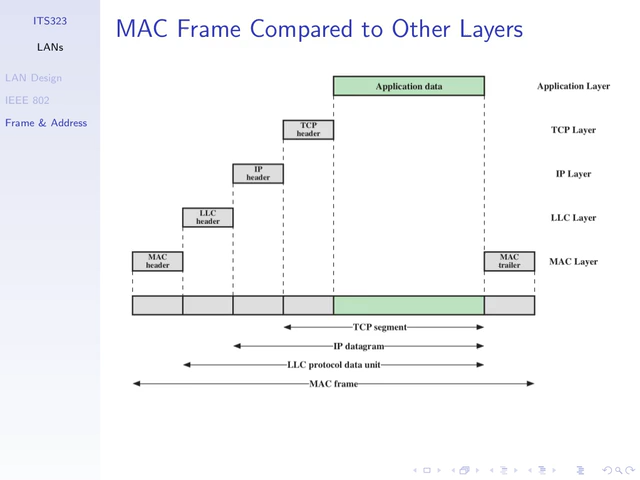 ITS323
LANs
LAN Design
IEEE 802
Frame & Address
MAC Frame Compared to Other Layers
Application data
Application Layer
TCP
header
TCP Layer
IP
header
IP Layer
LLC
header
LLC Layer
MAC
header
MAC
trailer
MAC Layer
TCP segment
IP datagram
LLC protocol data unit
MAC frame